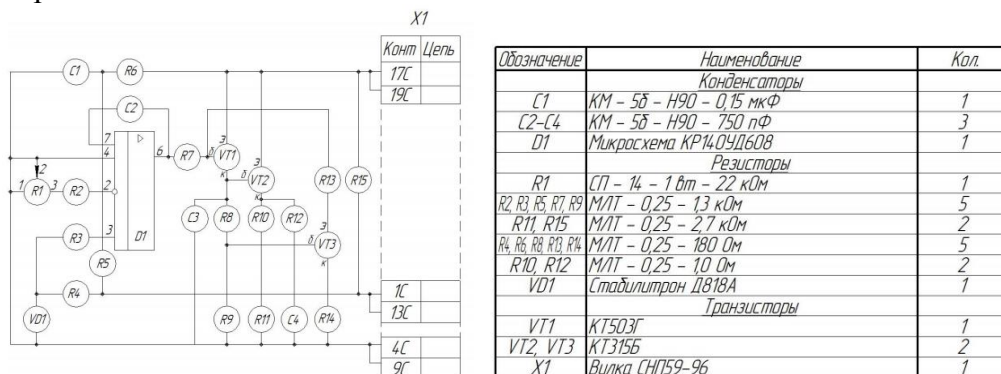 X1
Конт Цепь
17С
19С
C1 R6
C2
7
4
6
R7
б VT1 э
к
б VT2 э
к
R13 R15
1 R1 2 3 R2 2
R3 3
D1
R5
C3 R8 R10 R12
б VT3 э
к
R4
1С
13С
VD1
R9 R11 C4 R14
4С
9С
Обозначение Наименование Кол.
Конденсаторы
C1 КМ – 5б – Н90 – 0,15 мкФ 1
C2–C4 КМ – 5б – Н90 – 750 пФ 3
D1 Микросхема КР140УД608 1
Резисторы
R1 СП – 14 – 1 Вт – 22 кОм 1
R2, R3, R5, R7, R9 МЛТ – 0,25 – 1,3 кОм 5
R11, R15 МЛТ – 0,25 – 2,7 кОм 2
R4, R6, R8, R13, R14 МЛТ – 0,25 – 180 Ом 5
R10, R12 МЛТ – 0,25 – 1,0 Ом 2
VD1 Стабилитрон Д818А 1
Транзисторы
VT1 КТ503Г 1
VT2, VT3 КТ315Б 2
X1 Вилка СНП59–96 1